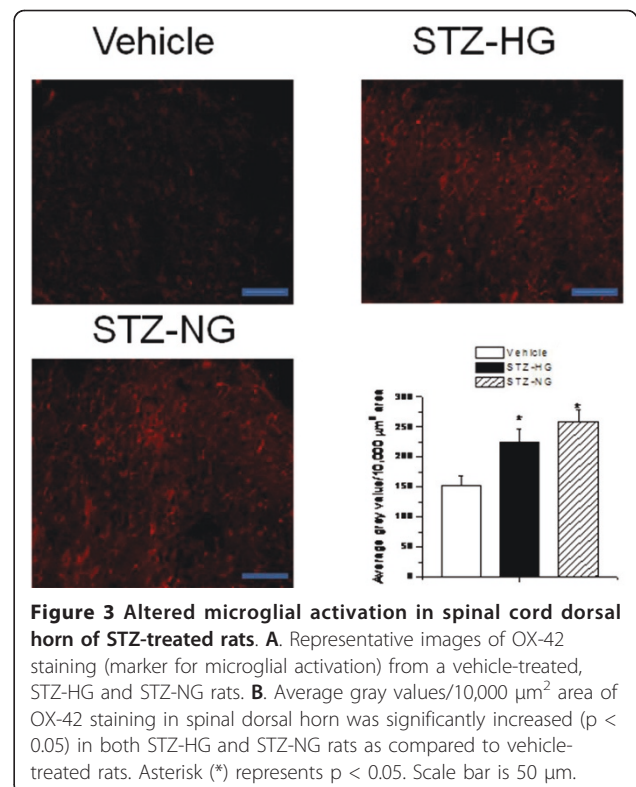 Vehicle
STZ-HG
STZ-NG
Vehicle
STZ-HG
STZ-NG
Average gray value/10,000 µm² area
300
250
200
150
100
50
0
*
*
Figure 3 Altered microglial activation in spinal cord dorsal
horn of STZ-treated rats. A. Representative images of OX-42
staining (marker for microglial activation) from a vehicle-treated,
STZ-HG and STZ-NG rats. B. Average gray values/10,000 µm² area of
OX-42 staining in spinal dorsal horn was significantly increased (p <
0.05) in both STZ-HG and STZ-NG rats as compared to vehicle-
treated rats. Asterisk (*) represents p < 0.05. Scale bar is 50 µm.